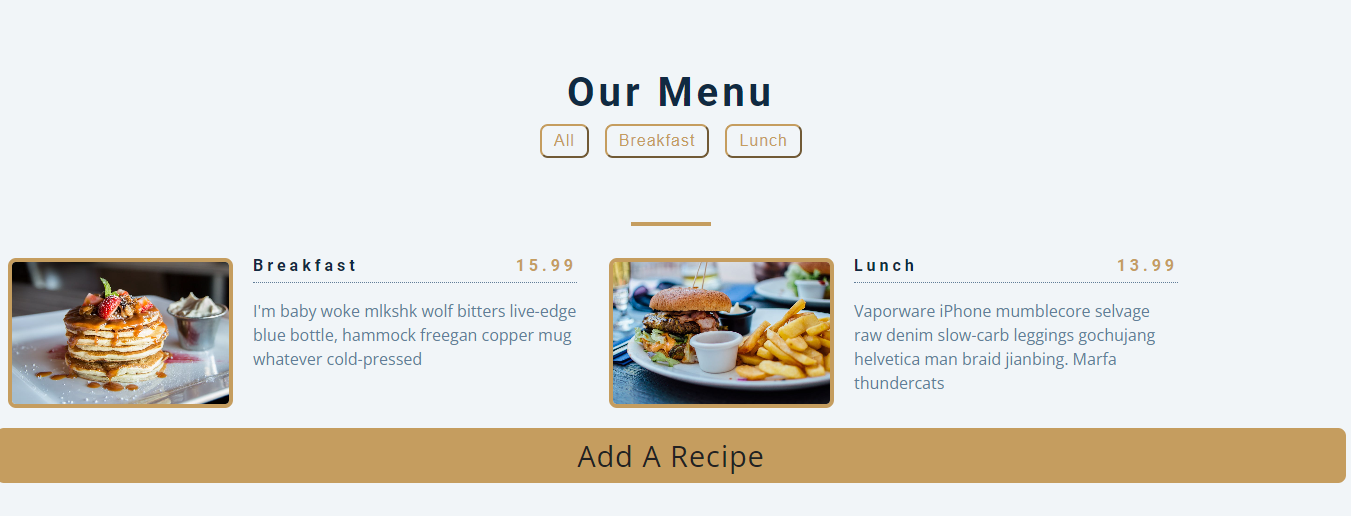 Our Menu
All Breakfast Lunch
Breakfast 15.99
I'm baby woke mlkshk wolf bitters live-edge
blue bottle, hammock freegan copper mug
whatever cold-pressed
Lunch 13.99
Vaporware iPhone mumblecore selvage
raw denim slow-carb leggings gochujang
helvetica man braid jianbing. Marfa
thundercats
Add A Recipe